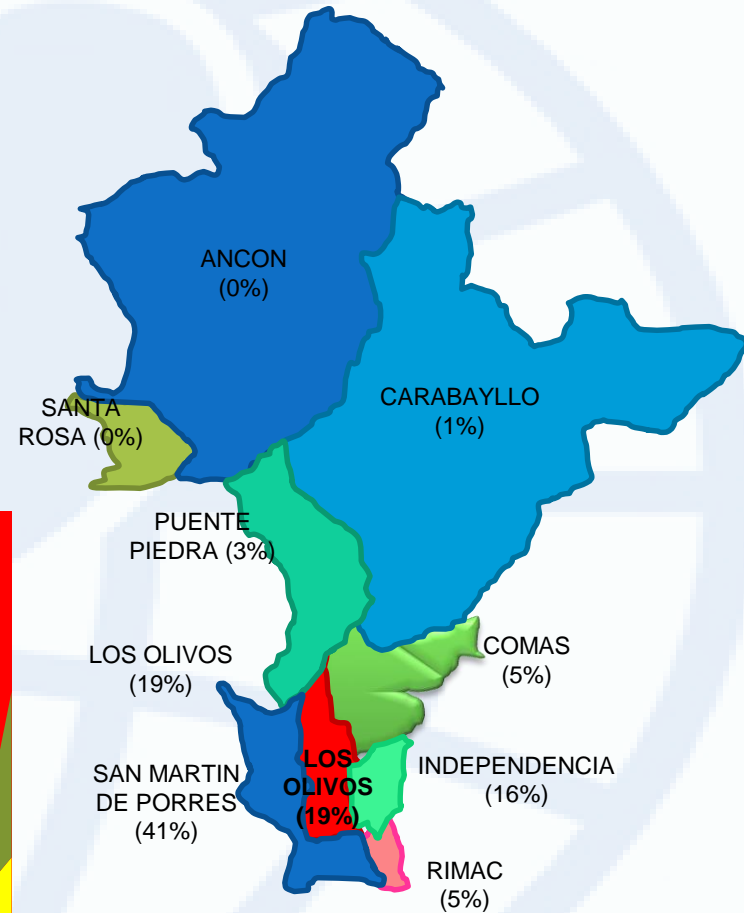 ANCON
(0%)
CARABAYLLO
(1%)
SANTA
ROSA (0%)
PUENTE
PIEDRA (3%)
LOS OLIVOS
(19%)
COMAS
(5%)
SAN MARTIN
DE PORRES
(41%)
LOS
OLIVOS
(19%)
INDEPENDENCIA
(16%)
RIMAC
(5%)